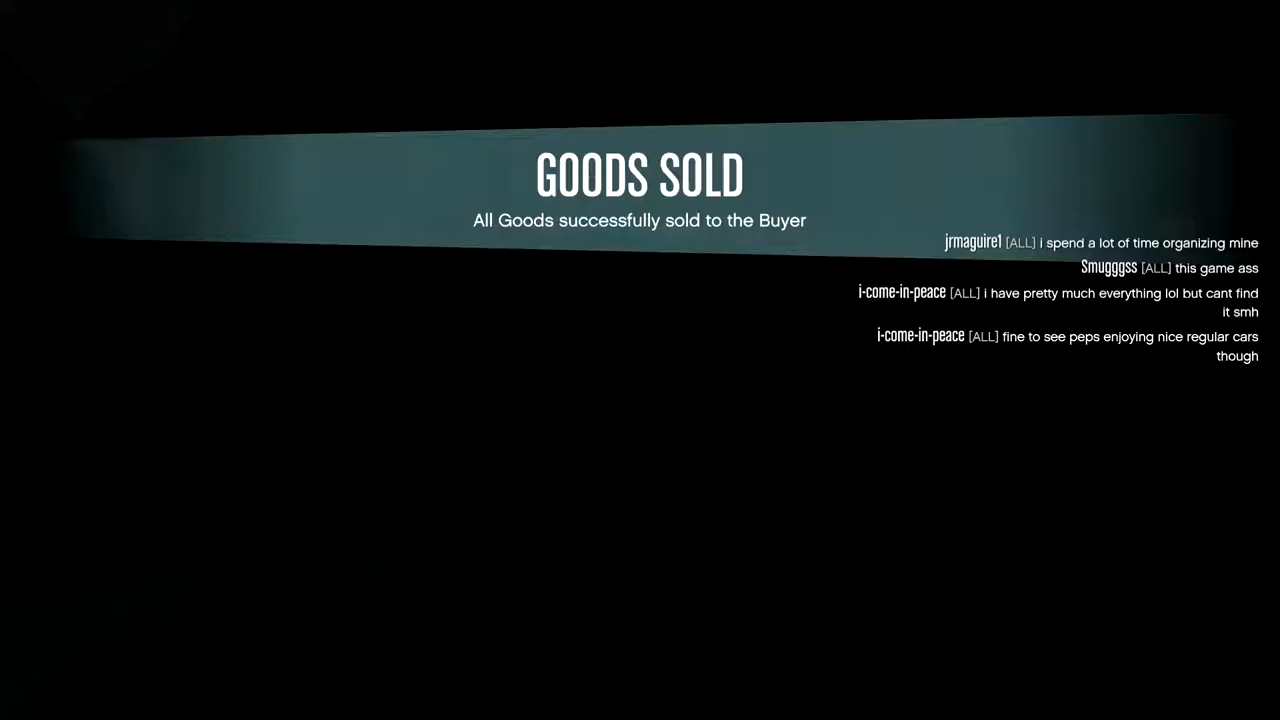 GOODS SOLD
All Goods successfully sold to the Buyer
jrmaguire1 [ALL] i spend a lot of time organizing mine
Smugggss [ALL] this game ass
i-come-in-peace [ALL] i have pretty much everything lol but cant find
it smh
i-come-in-peace [ALL] fine to see peps enjoying nice regular cars
though